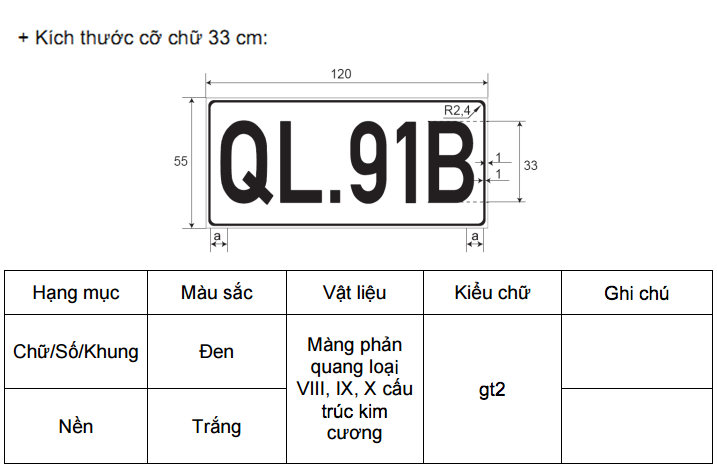 + Kích thước cỡ chữ 33 cm:
120
R2,4
QL.91B
55
1
1
33
a
a
Hạng mục
Màu sắc
Vật liệu
Kiểu chữ
Ghi chú
Chữ/Số/Khung
Đen
Màng phản
quang loại
VIII, IX, X cấu
trúc kim
cương
gt2
Nền
Trắng